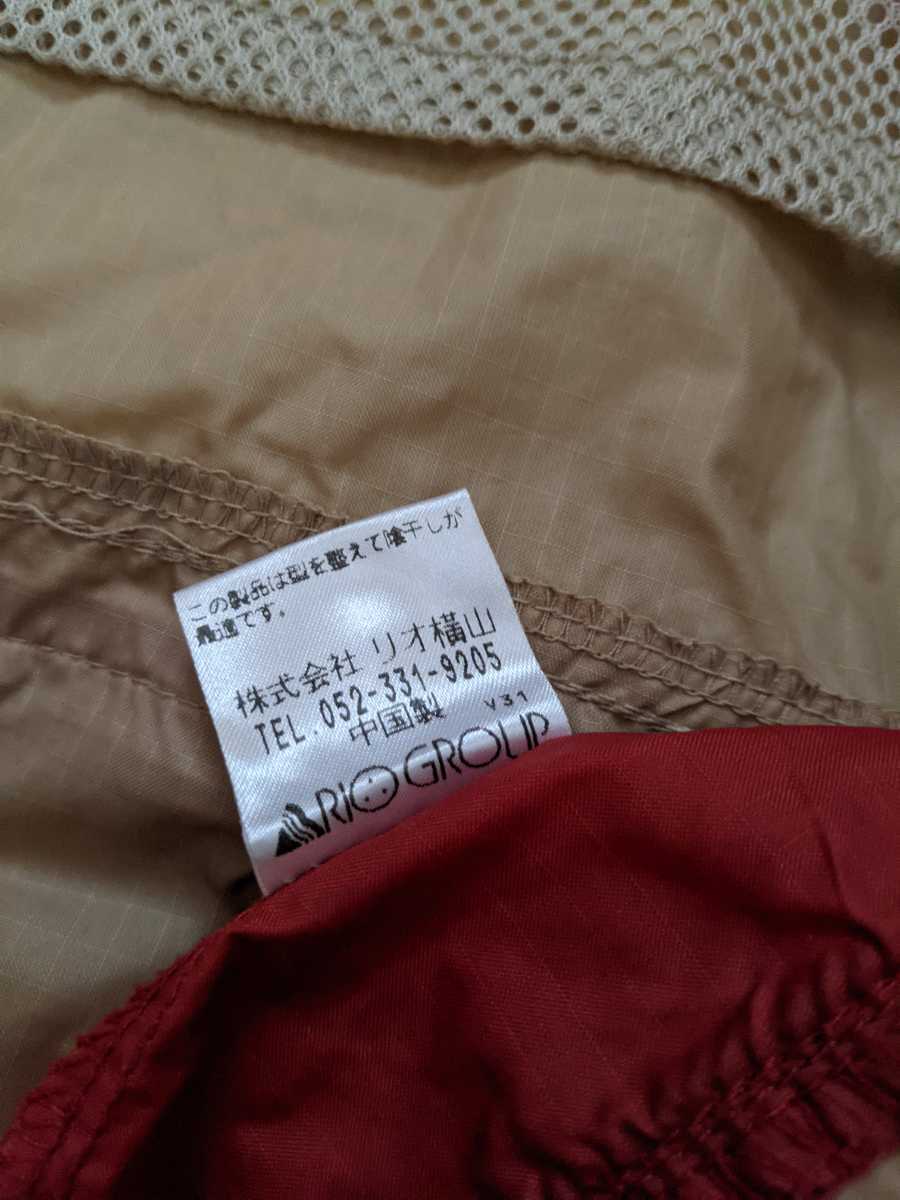 この製品は型を整えて陰干しが
最適です。
株式会社 リオ横山
TEL.052-331-9205
中国製 V31
RIO GROUP